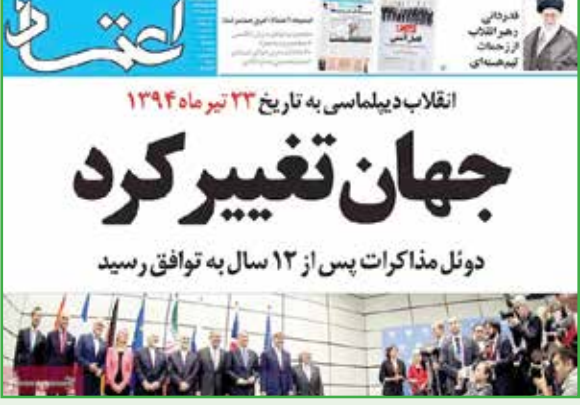 اعتماد
قدردانی
رهبر انقلاب
از زحمات
تیم هسته‌ای
انقلاب دیپلماسی به تاریخ ۲۳ تیر ماه ۱۳۹۴
جهان تغییر کرد
دوئل مذاکرات پس از ۱۲ سال به توافق رسید